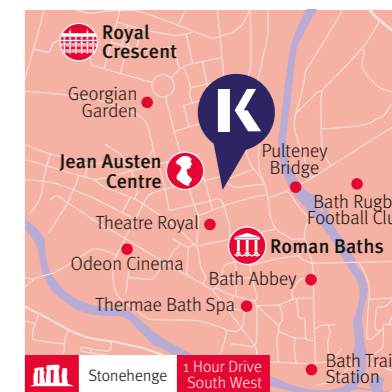 Royal
Crescent
Georgian
Garden
K
Jean Austen
Centre
Pulteney
Bridge
Bath Rugb
Football Clu
Theatre Royal
Roman Baths
Odeon Cinema
Bath Abbey
Thermae Bath Spa
Bath Trai
Station
Stonehenge
1 Hour Drive
South West